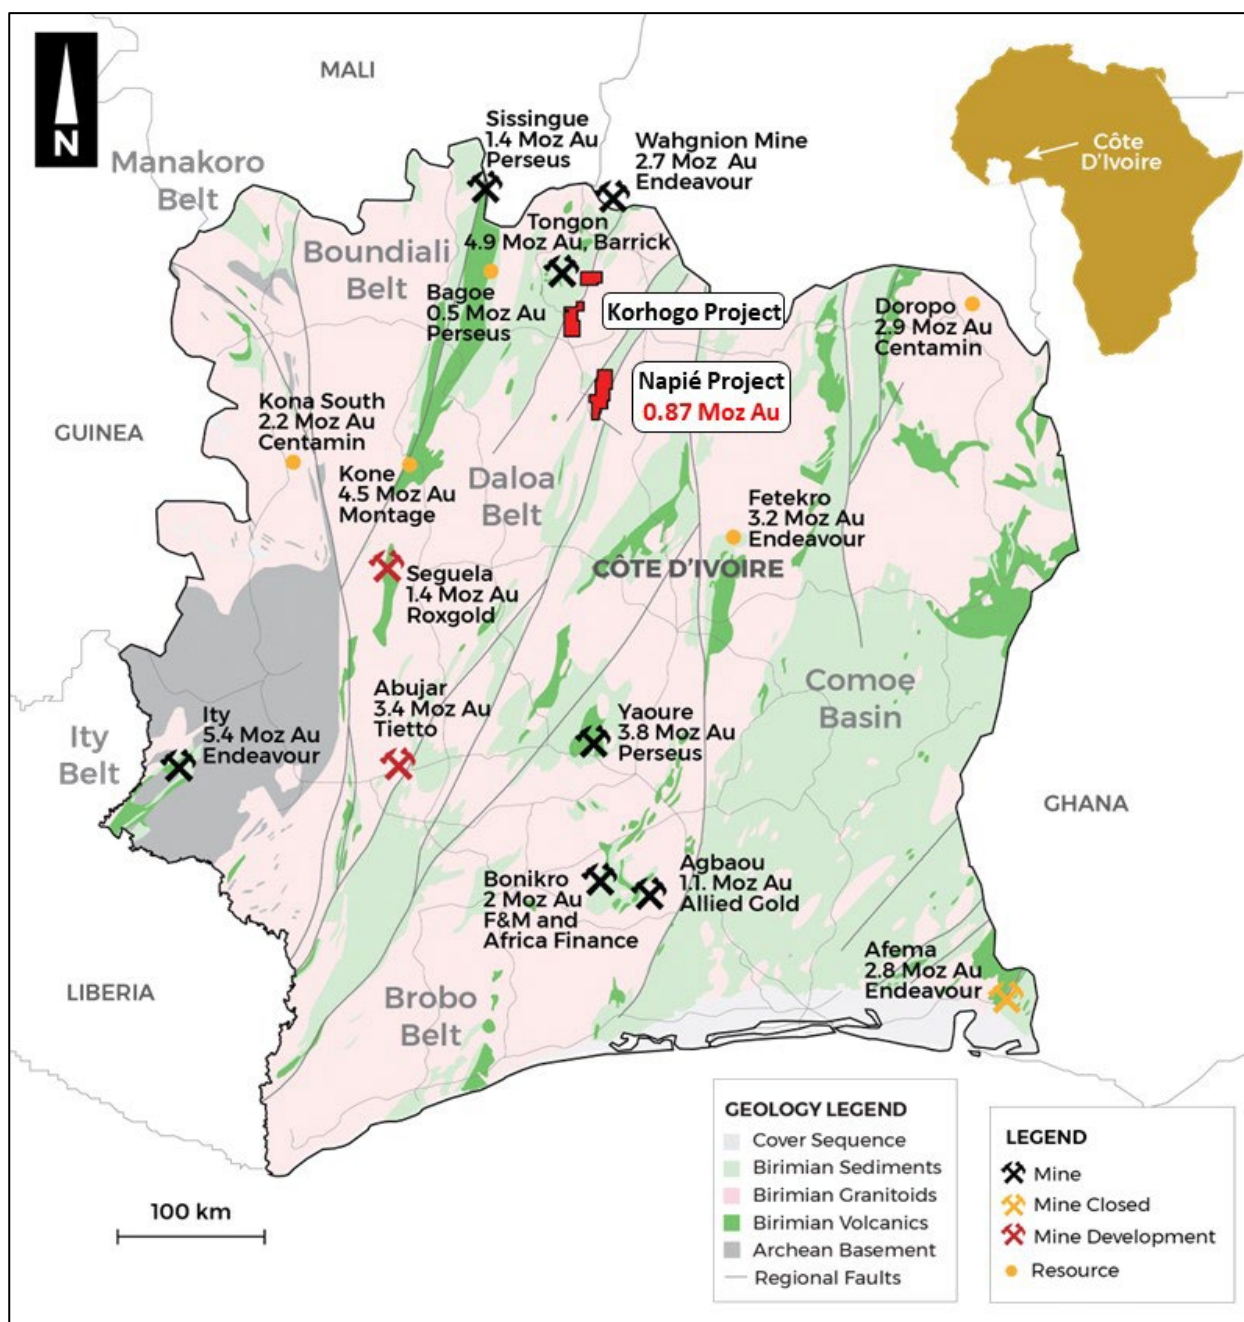 MALI
N
Manakoro
Belt
Sissingue
1.4 Moz Au
Perseus
Wahgnion Mine
2.7 Moz Au
Endeavour
Côte
D'Ivoire
Tongon
4.9 Moz Au, Barrick
Boundiali
Belt
Bagoe
0.5 Moz Au
Perseus
Korhogo Project
Doropo
2.9 Moz Au
Centamin
Napié Project
0.87 Moz Au
GUINEA
Kona South
2.2 Moz Au
Centamin
Kone
4.5 Moz Au
Montage
Daloa
Belt
Fetekro
3.2 Moz Au
Endeavour
CÔTE D'IVOIRE
Seguela
1.4 Moz Au
Roxgold
Comoe
Basin
Abujar
3.4 Moz Au
Tietto
Yaoure
3.8 Moz Au
Perseus
Ity
Belt
Ity
5.4 Moz Au
Endeavour
GHANA
Bonikro
2 Moz Au
F&M and
Africa Finance
Agbaou
1.1. Moz Au
Allied Gold
Afema
2.8 Moz Au
Endeavour
LIBERIA
Brobo
Belt
100 km
GEOLOGY LEGEND
Cover Sequence
Birimian Sediments
Birimian Granitoids
Birimian Volcanics
Archean Basement
Regional Faults
LEGEND
Mine
Mine Closed
Mine Development
Resource